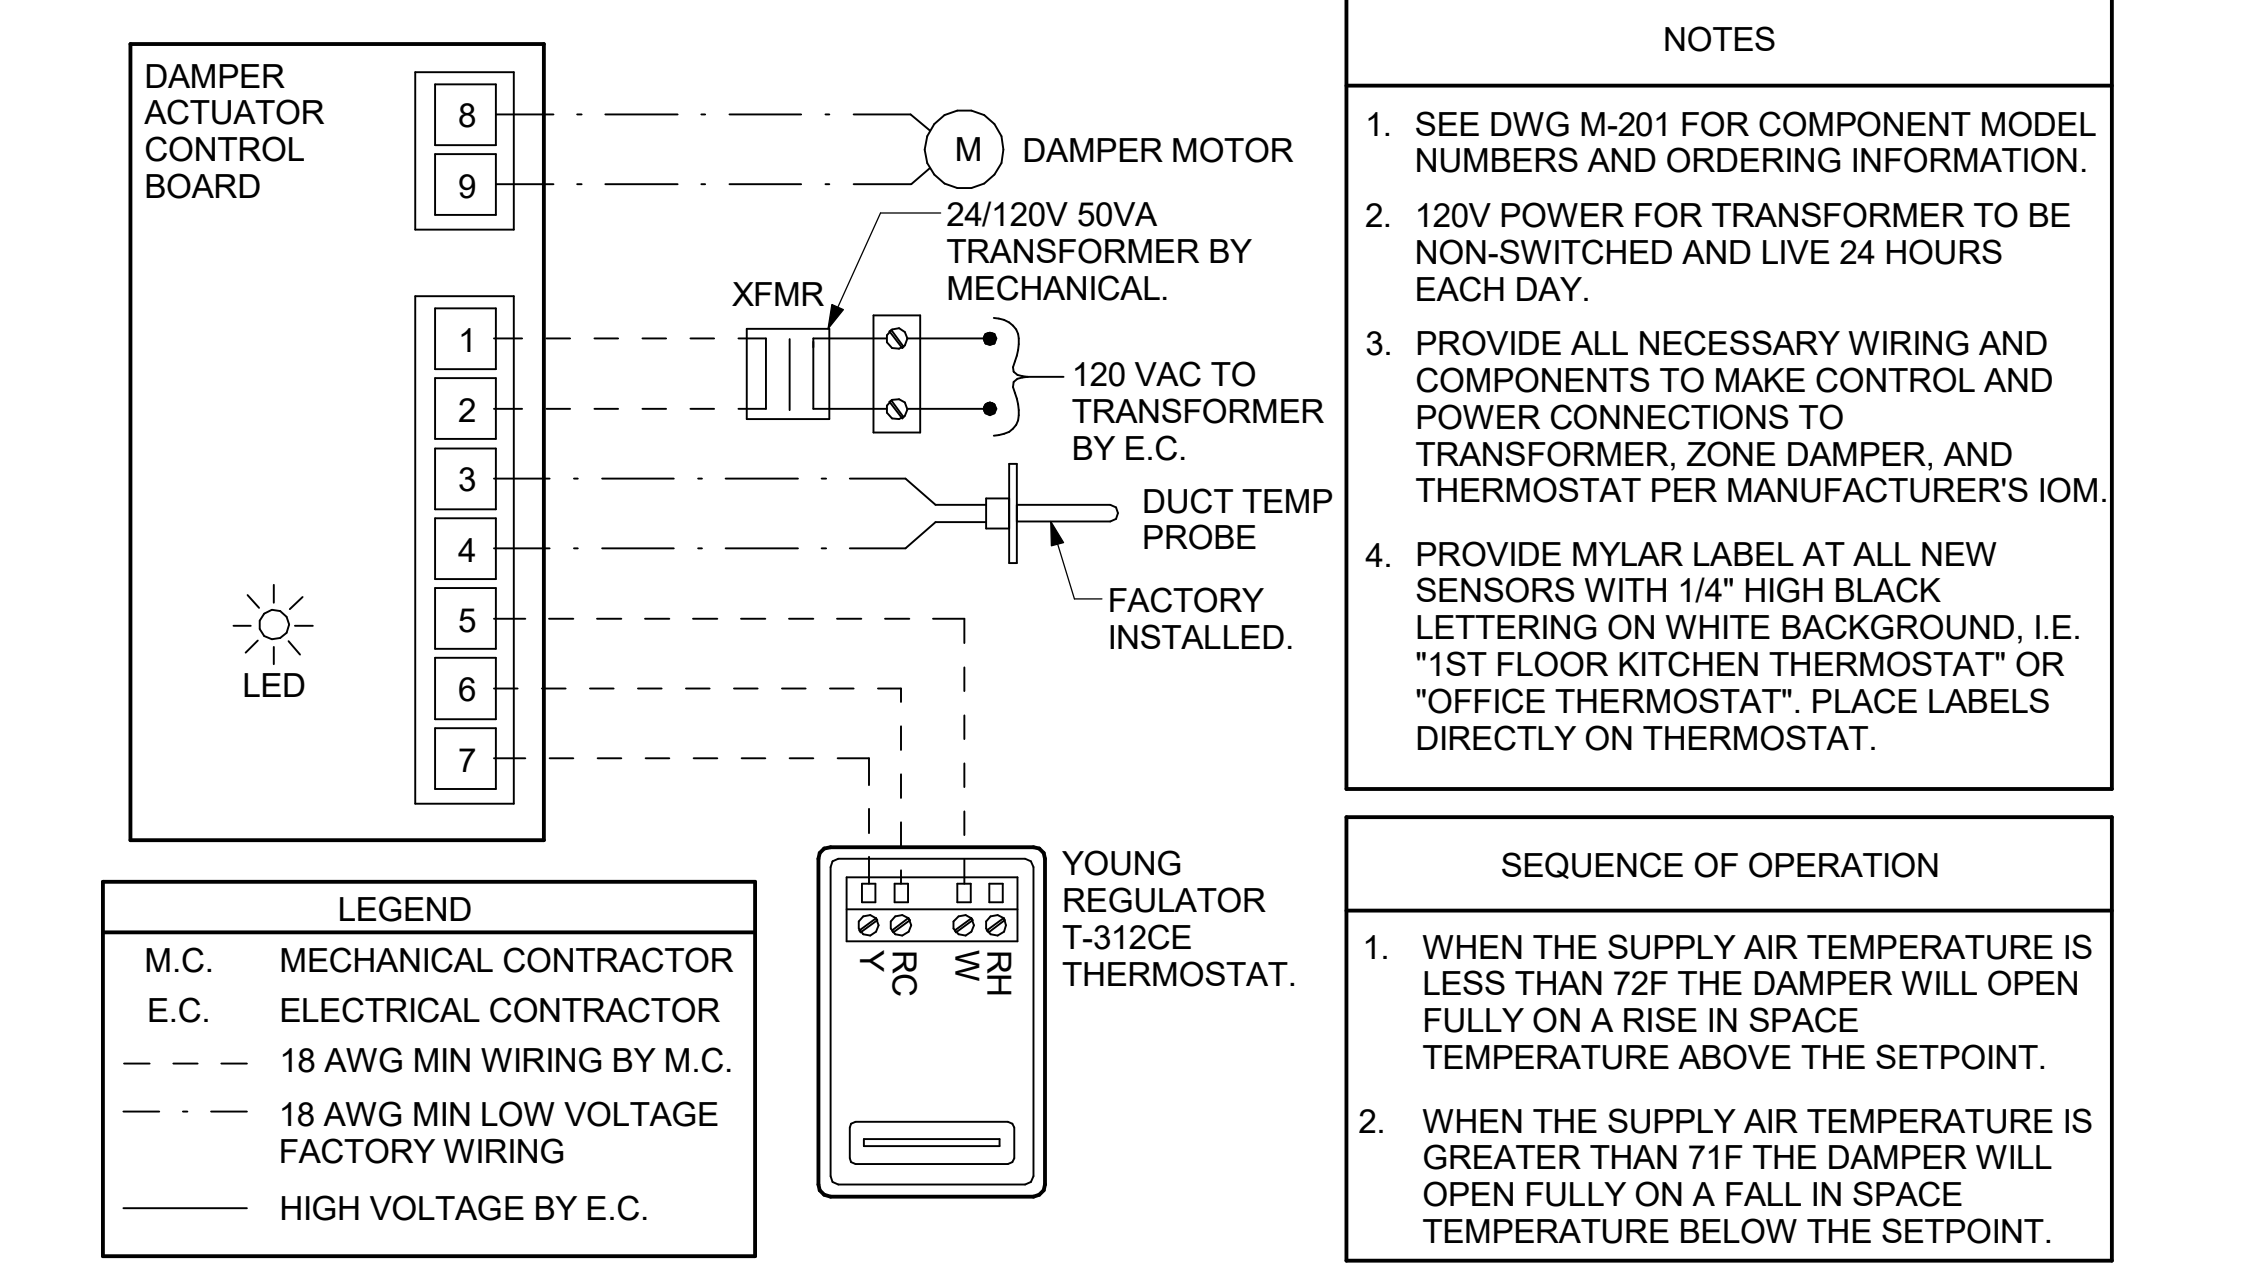 DAMPER
ACTUATOR
CONTROL
BOARD
8
9
M
DAMPER MOTOR
24/120V 50VA
TRANSFORMER BY
MECHANICAL.
XFMR
1
2
3
4
5
6
7
120 VAC TO
TRANSFORMER
BY E.C.
DUCT TEMP
PROBE
FACTORY
INSTALLED.
LED
YOUNG
REGULATOR
T-312CE
THERMOSTAT.
Y
RC
W
RH
LEGEND
M.C. MECHANICAL CONTRACTOR
E.C. ELECTRICAL CONTRACTOR
18 AWG MIN WIRING BY M.C.
18 AWG MIN LOW VOLTAGE
FACTORY WIRING
HIGH VOLTAGE BY E.C.
NOTES
1. SEE DWG M-201 FOR COMPONENT MODEL
NUMBERS AND ORDERING INFORMATION.
2. 120V POWER FOR TRANSFORMER TO BE
NON-SWITCHED AND LIVE 24 HOURS
EACH DAY.
3. PROVIDE ALL NECESSARY WIRING AND
COMPONENTS TO MAKE CONTROL AND
POWER CONNECTIONS TO
TRANSFORMER, ZONE DAMPER, AND
THERMOSTAT PER MANUFACTURER'S IOM.
4. PROVIDE MYLAR LABEL AT ALL NEW
SENSORS WITH 1/4" HIGH BLACK
LETTERING ON WHITE BACKGROUND, I.E.
"1ST FLOOR KITCHEN THERMOSTAT" OR
"OFFICE THERMOSTAT". PLACE LABELS
DIRECTLY ON THERMOSTAT.
SEQUENCE OF OPERATION
1. WHEN THE SUPPLY AIR TEMPERATURE IS
LESS THAN 72F THE DAMPER WILL OPEN
FULLY ON A RISE IN SPACE
TEMPERATURE ABOVE THE SETPOINT.
2. WHEN THE SUPPLY AIR TEMPERATURE IS
GREATER THAN 71F THE DAMPER WILL
OPEN FULLY ON A FALL IN SPACE
TEMPERATURE BELOW THE SETPOINT.